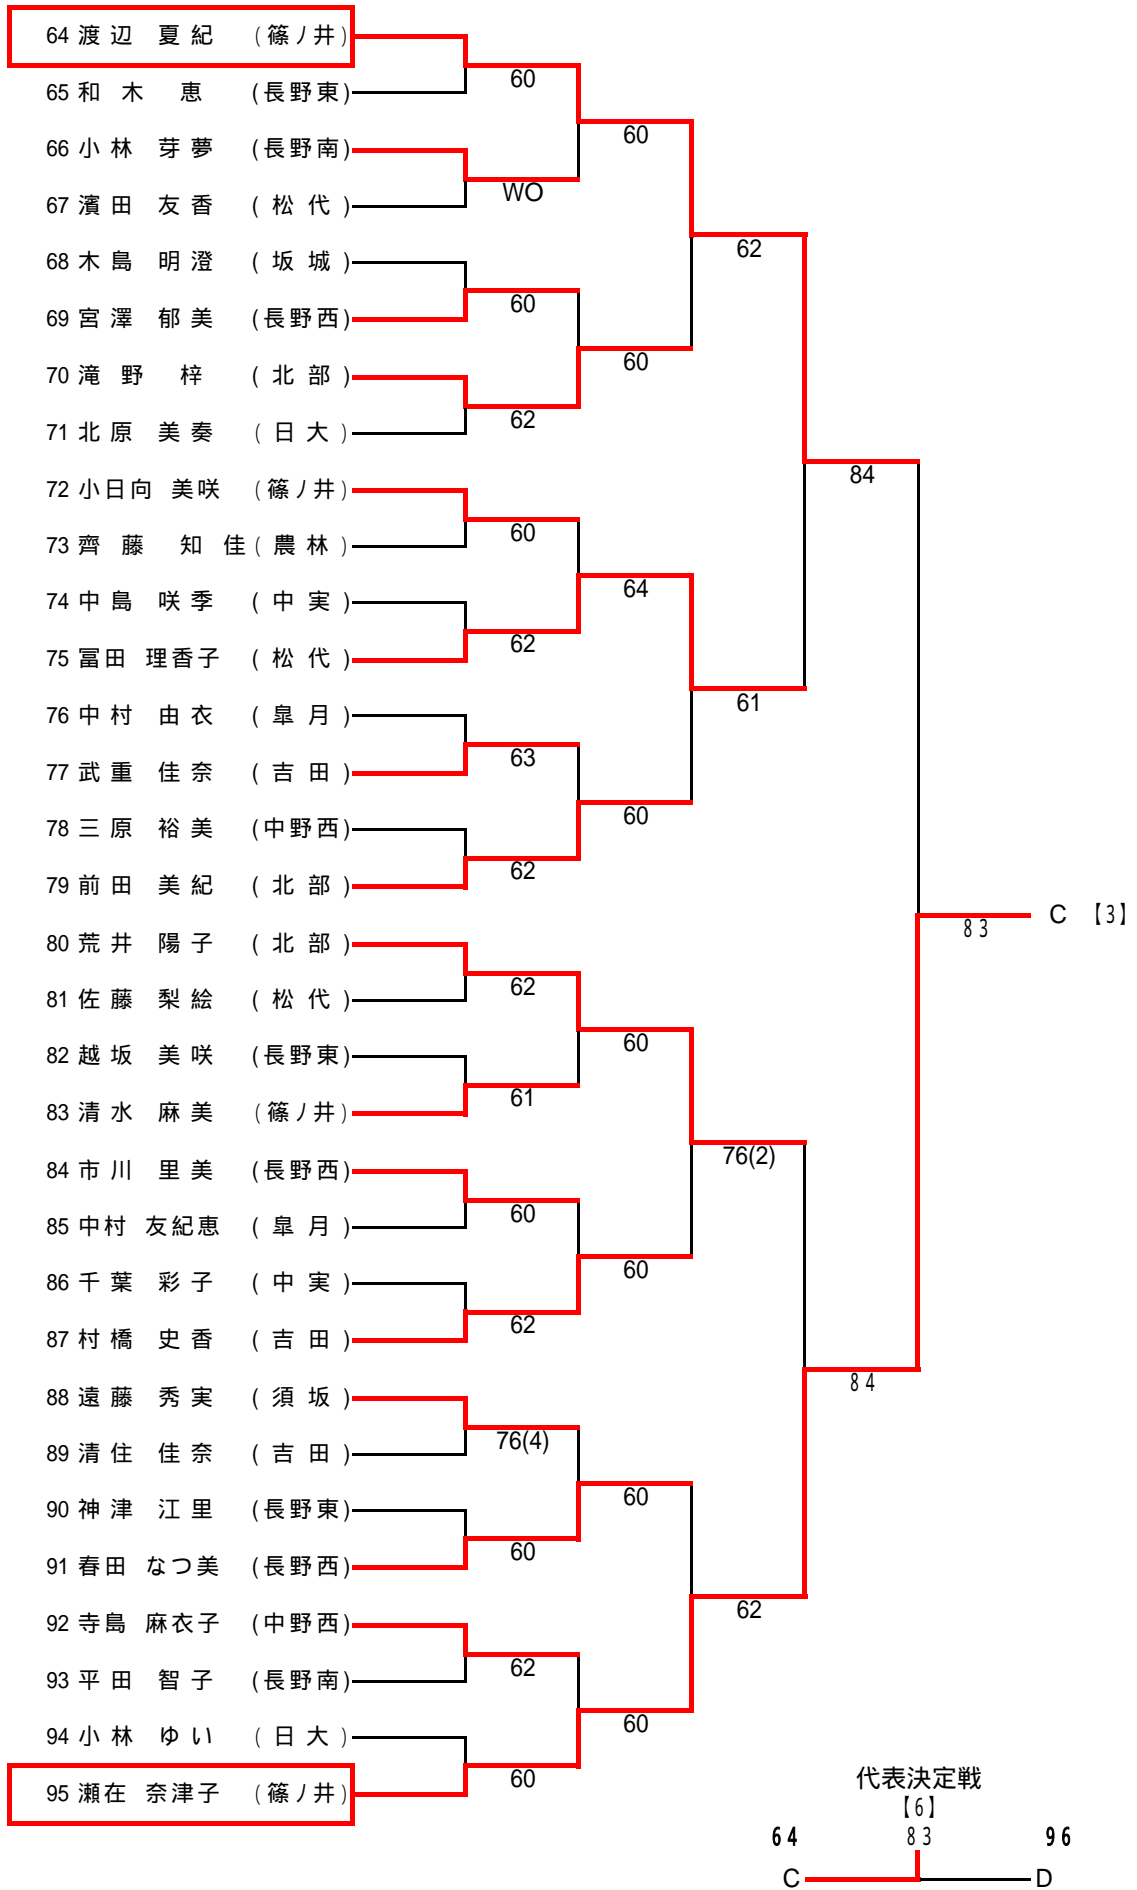 64 渡辺 夏紀 (篠ノ井)
60
65 和木 恵 (長野東)
60
66 小林 芽夢 (長野南)
WO
67 濱田 友香 (松代)
62
68 木島 明澄 (坂城)
60
69 宮澤 郁美 (長野西)
60
70 滝野 梓 (北部)
62
71 北原 美奏 (日大)
84
72 小日向 美咲 (篠ノ井)
60
73 齊藤 知佳 (農林)
64
74 中島 咲季 (中実)
62
75 冨田 理香子 (松代)
61
76 中村 由衣 (皐月)
63
77 武重 佳奈 (吉田)
60
78 三原 裕美 (中野西)
62
79 前田 美紀 (北部)
C 【3】
83
80 荒井 陽子 (北部)
62
81 佐藤 梨絵 (松代)
60
82 越坂 美咲 (長野東)
61
83 清水 麻美 (篠ノ井)
76(2)
84 市川 里美 (長野西)
60
85 中村 友紀恵 (皐月)
60
86 千葉 彩子 (中実)
62
87 村橋 史香 (吉田)
84
88 遠藤 秀実 (須坂)
76(4)
89 清住 佳奈 (吉田)
60
90 神津 江里 (長野東)
60
91 春田 なつ美 (長野西)
62
92 寺島 麻衣子 (中野西)
62
93 平田 智子 (長野南)
60
94 小林 ゆい (日大)
60
95 瀬在 奈津子 (篠ノ井)
代表決定戦
【6】
64 83 96
C D